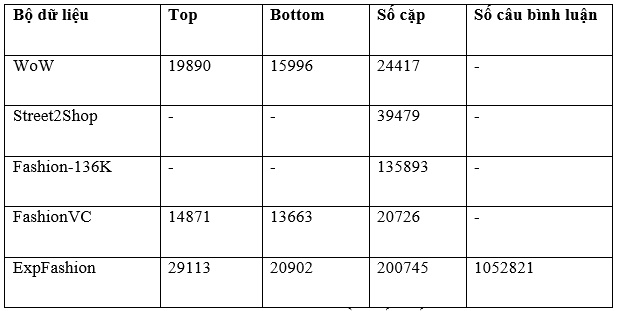 Bộ dữ liệu Top Bottom Số cặp Số câu bình luận
WoW 19890 15996 24417 -
Street2Shop - - 39479 -
Fashion-136K - - 135893 -
FashionVC 14871 13663 20726 -
ExpFashion 29113 20902 200745 1052821